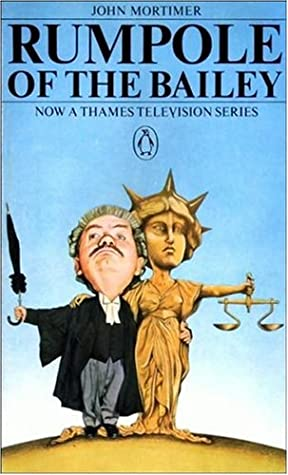 JOHN MORTIMER
RUMPOLE
OF THE BAILEY
NOW A THAMES TELEVISION SERIES